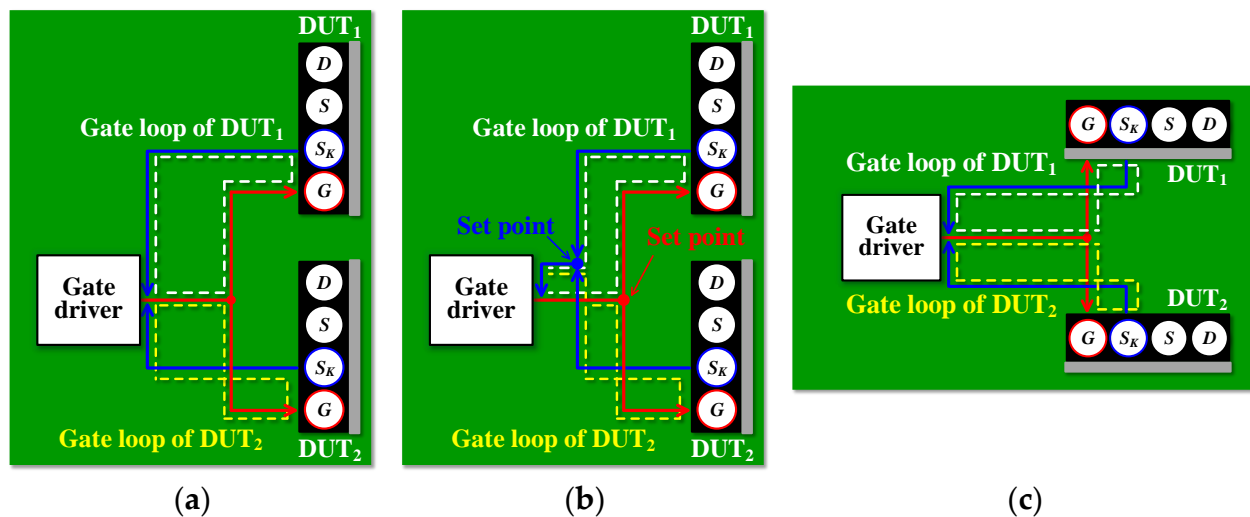 DUT1
D
S
Gate loop of DUT1
SK
G
Gate
driver
D
S
SK
G
Gate loop of DUT2
DUT2
(a)
DUT1
D
S
Gate loop of DUT1
SK
G
Set point
Set point
Gate
driver
D
S
SK
G
Gate loop of DUT2
DUT2
(b)
G SK S D
Gate loop of DUT1
DUT1
Gate
driver
Gate loop of DUT2
DUT2
G SK S D
(c)